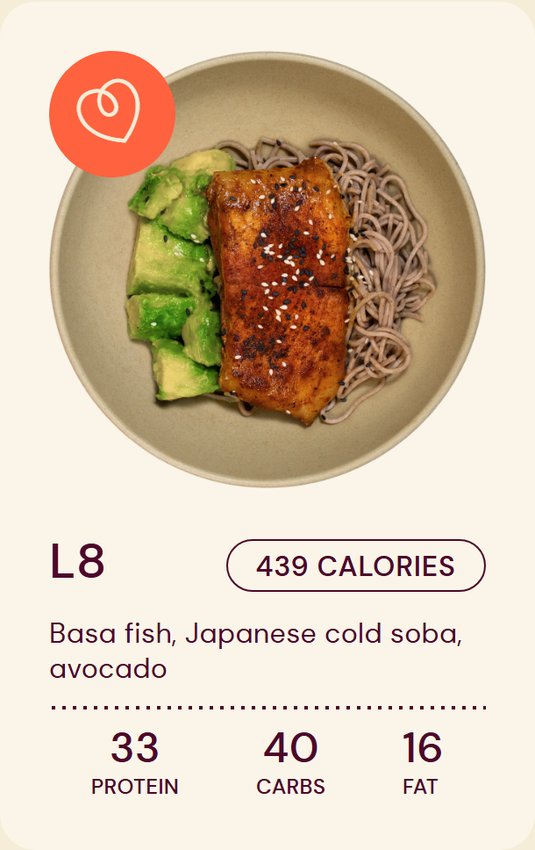 L8
439 CALORIES
Basa fish, Japanese cold soba,
avocado
33 40 16
PROTEIN CARBS FAT